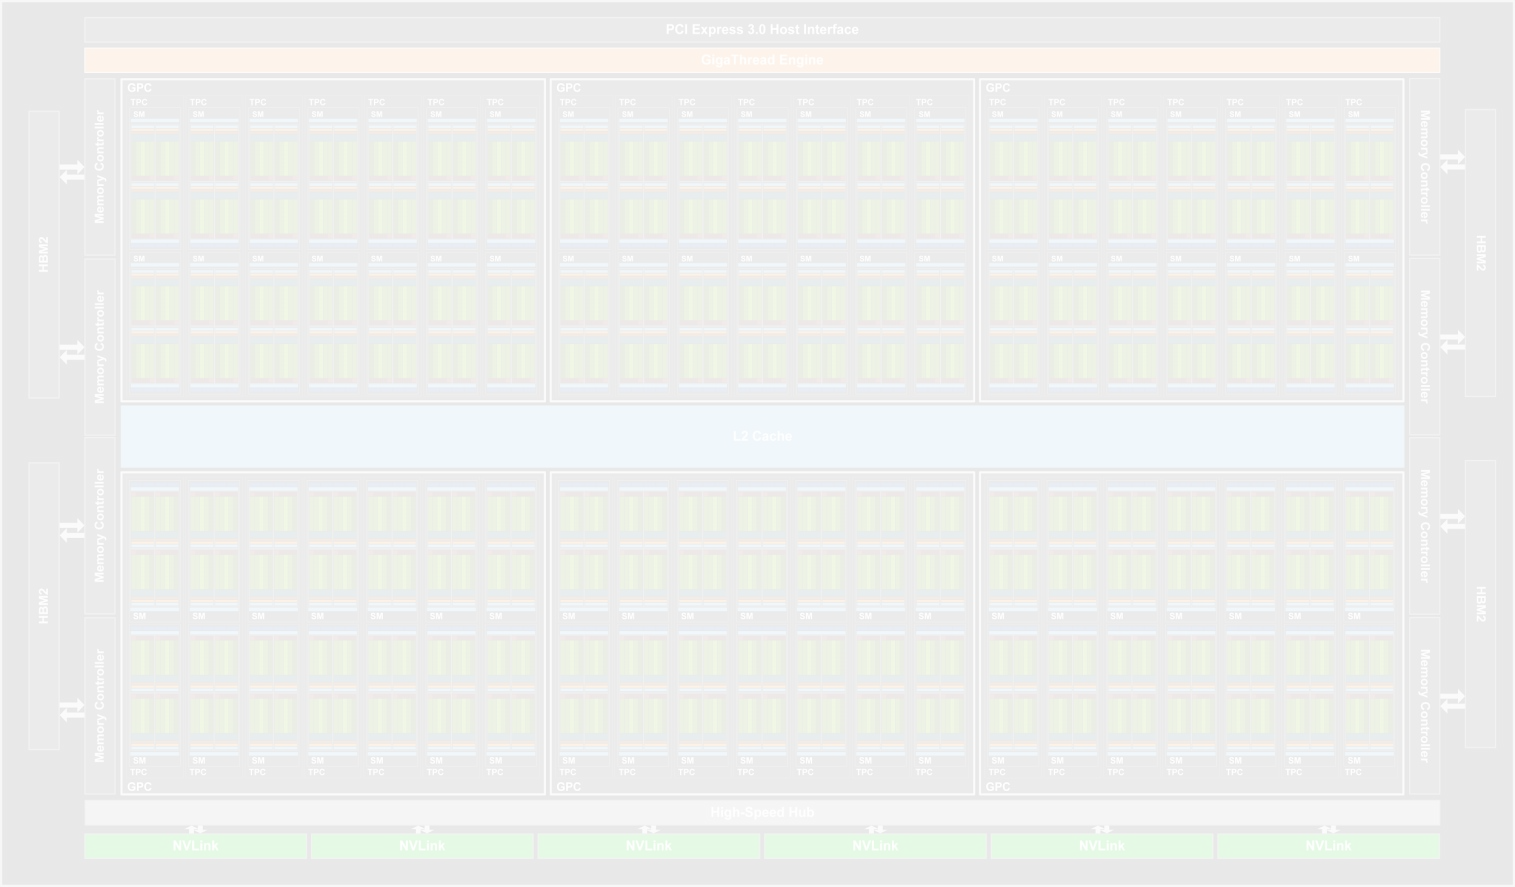 PCI Express 3.0 Host Interface
GigaThread Engine
GPC GPC GPC
TPC TPC TPC TPC TPC TPC TPC TPC TPC TPC TPC TPC TPC TPC TPC TPC TPC TPC TPC TPC TPC
SM SM SM SM SM SM SM SM SM SM SM SM SM SM SM SM SM SM SM SM SM
Memory Controller
Memory Controller
HBM2
HBM2
SM SM SM SM SM SM SM SM SM SM SM SM SM SM SM SM SM SM SM SM SM
Memory Controller
Memory Controller
L2 Cache
Memory Controller
Memory Controller
HBM2
HBM2
SM SM SM SM SM SM SM SM SM SM SM SM SM SM SM SM SM SM SM SM SM
Memory Controller
Memory Controller
SM SM SM SM SM SM SM SM SM SM SM SM SM SM SM SM SM SM SM SM SM
TPC TPC TPC TPC TPC TPC TPC TPC TPC TPC TPC TPC TPC TPC TPC TPC TPC TPC TPC TPC TPC
GPC GPC GPC
High-Speed Hub
NVLink NVLink NVLink NVLink NVLink NVLink